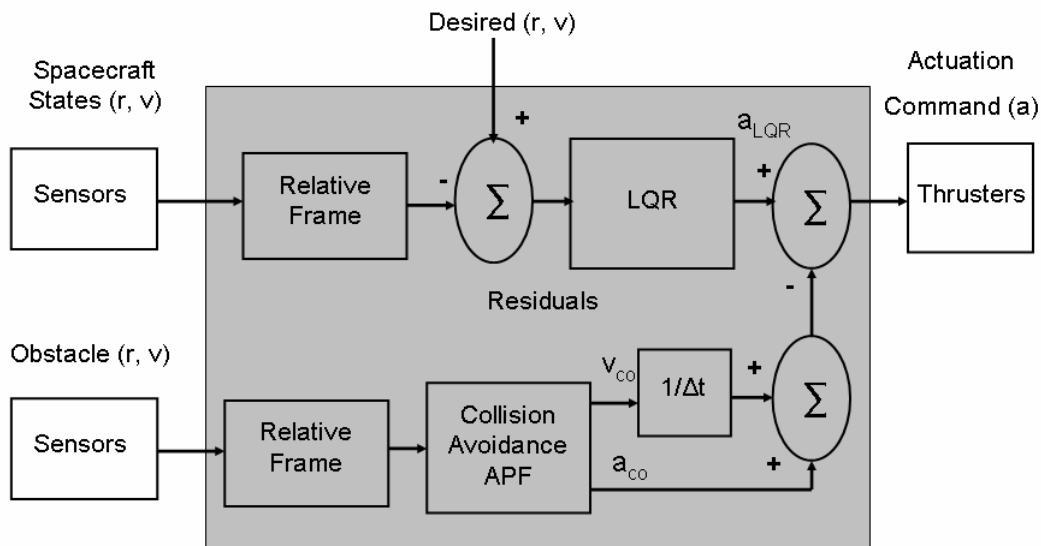 Desired (r, v)
Spacecraft
States (r, v)
Actuation
Command (a)
Sensors
Relative
Frame
-
+
Σ
LQR
a_LQR
+
Σ
-
Thrusters
Residuals
Obstacle (r, v)
Sensors
Relative
Frame
Collision
Avoidance
APF
v_co
1/Δt
+
Σ
a_co
+